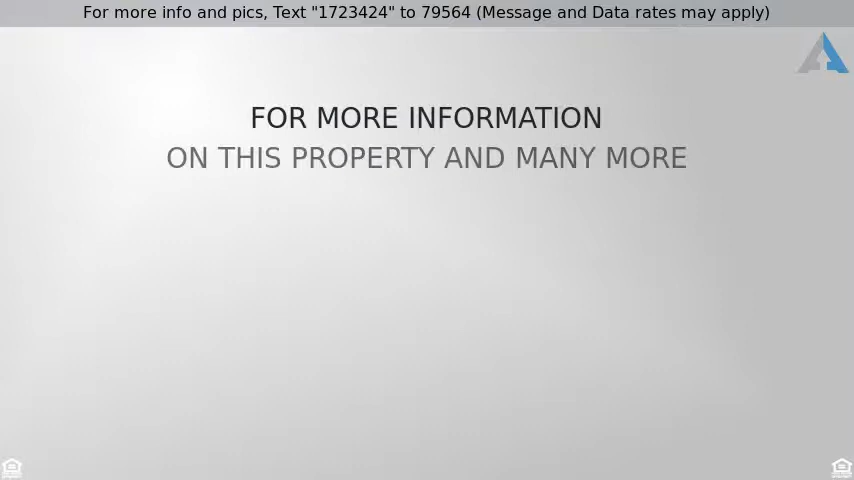 For more info and pics, Text "1723424" to 79564 (Message and Data rates may apply)
FOR MORE INFORMATION
ON THIS PROPERTY AND MANY MORE